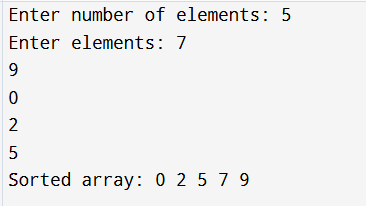 Enter number of elements: 5
Enter elements: 7
9
0
2
5
Sorted array: 0 2 5 7 9